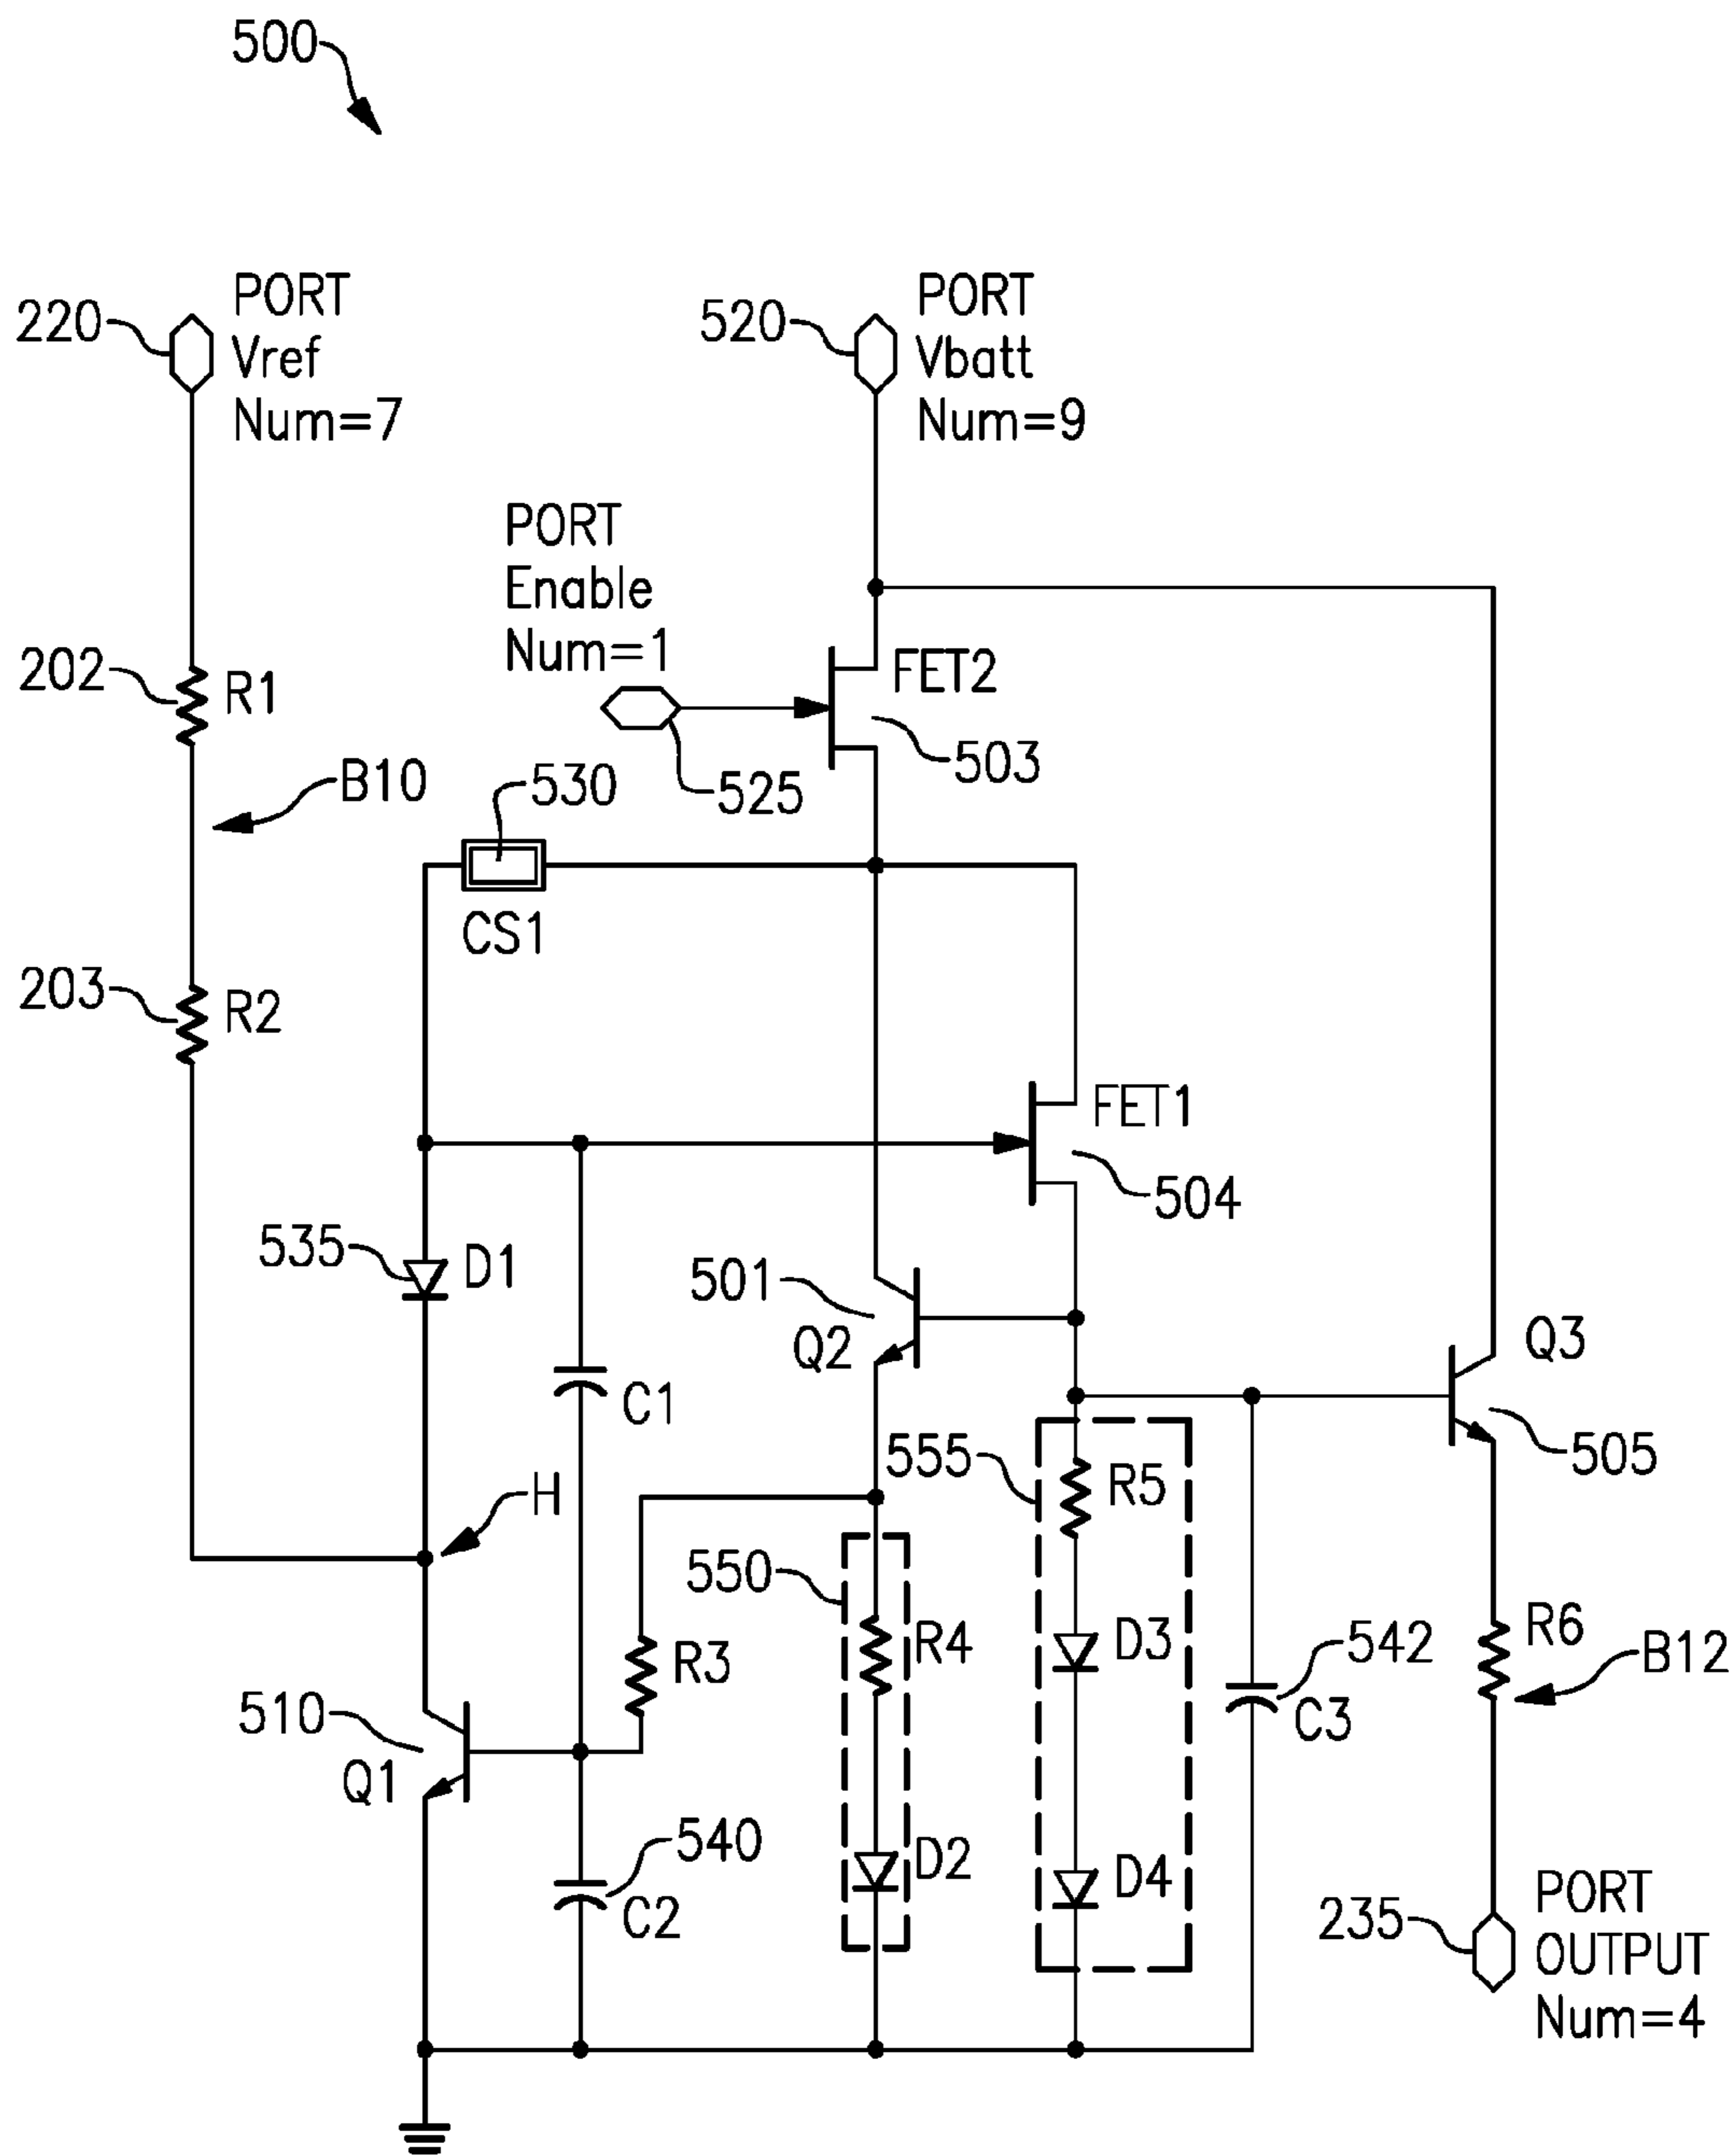 500
220
PORT
Vref
Num=7
520
PORT
Vbatt
Num=9
PORT
Enable
Num=1
202
R1
FET2
503
B10
530
525
CS1
203
R2
FET1
504
535
D1
501
Q2
Q3
C1
505
555
R5
H
550
R3
R4
D3
R6
542
B12
510
C3
Q1
540
D2
D4
C2
235
PORT
OUTPUT
Num=4